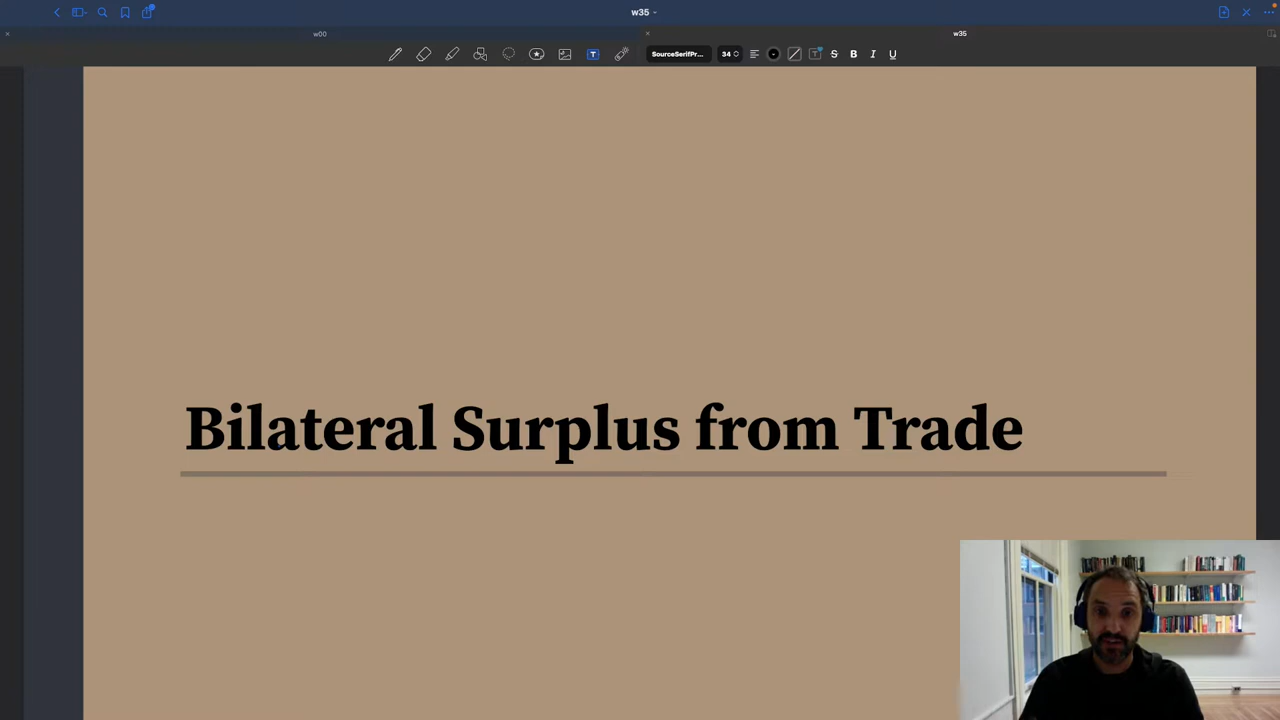 w35
w00
w35
SourceSerifPr... 34 T S B I U
Bilateral Surplus from Trade